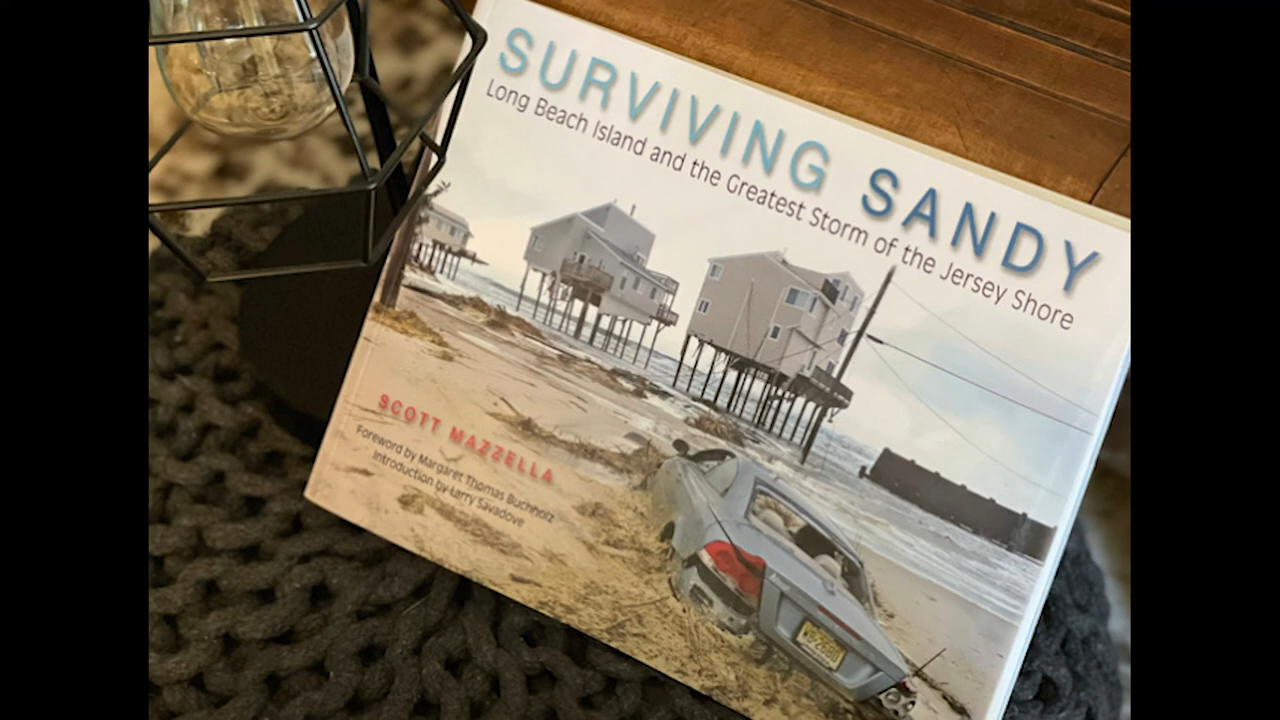 SURVIVING SANDY
Long Beach Island and the Greatest Storm of the Jersey Shore
SCOTT MAZZELLA
Foreword by Margaret Thomas Buchholz
Introduction by Larry Savadove